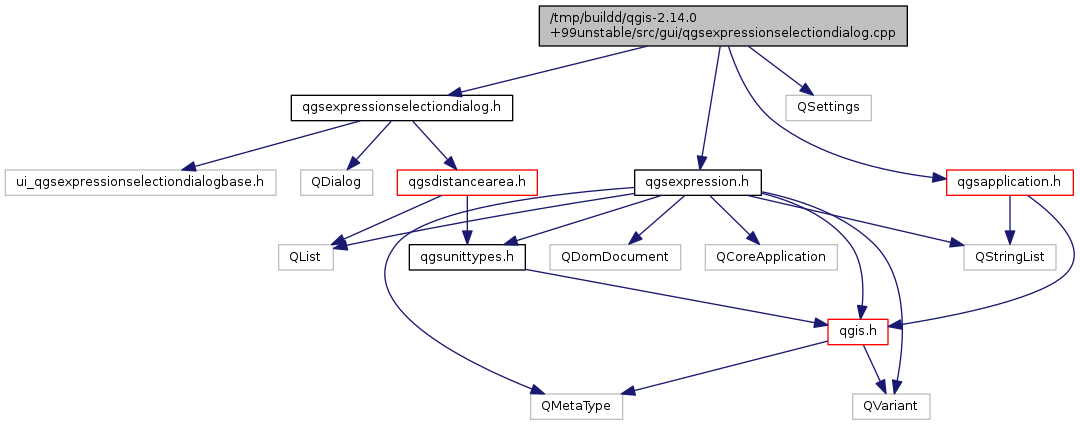 /tmp/buildd/qgis-2.14.0
+99unstable/src/gui/qgsexpressionselectiondialog.cpp
qgsexpressionselectiondialog.h
QSettings
ui_qgsexpressionselectiondialogbase.h
QDialog
qgsdistancearea.h
qgsexpression.h
qgsapplication.h
QList
qgsunittypes.h
QDomDocument
QCoreApplication
QStringList
qgis.h
QMetaType
QVariant